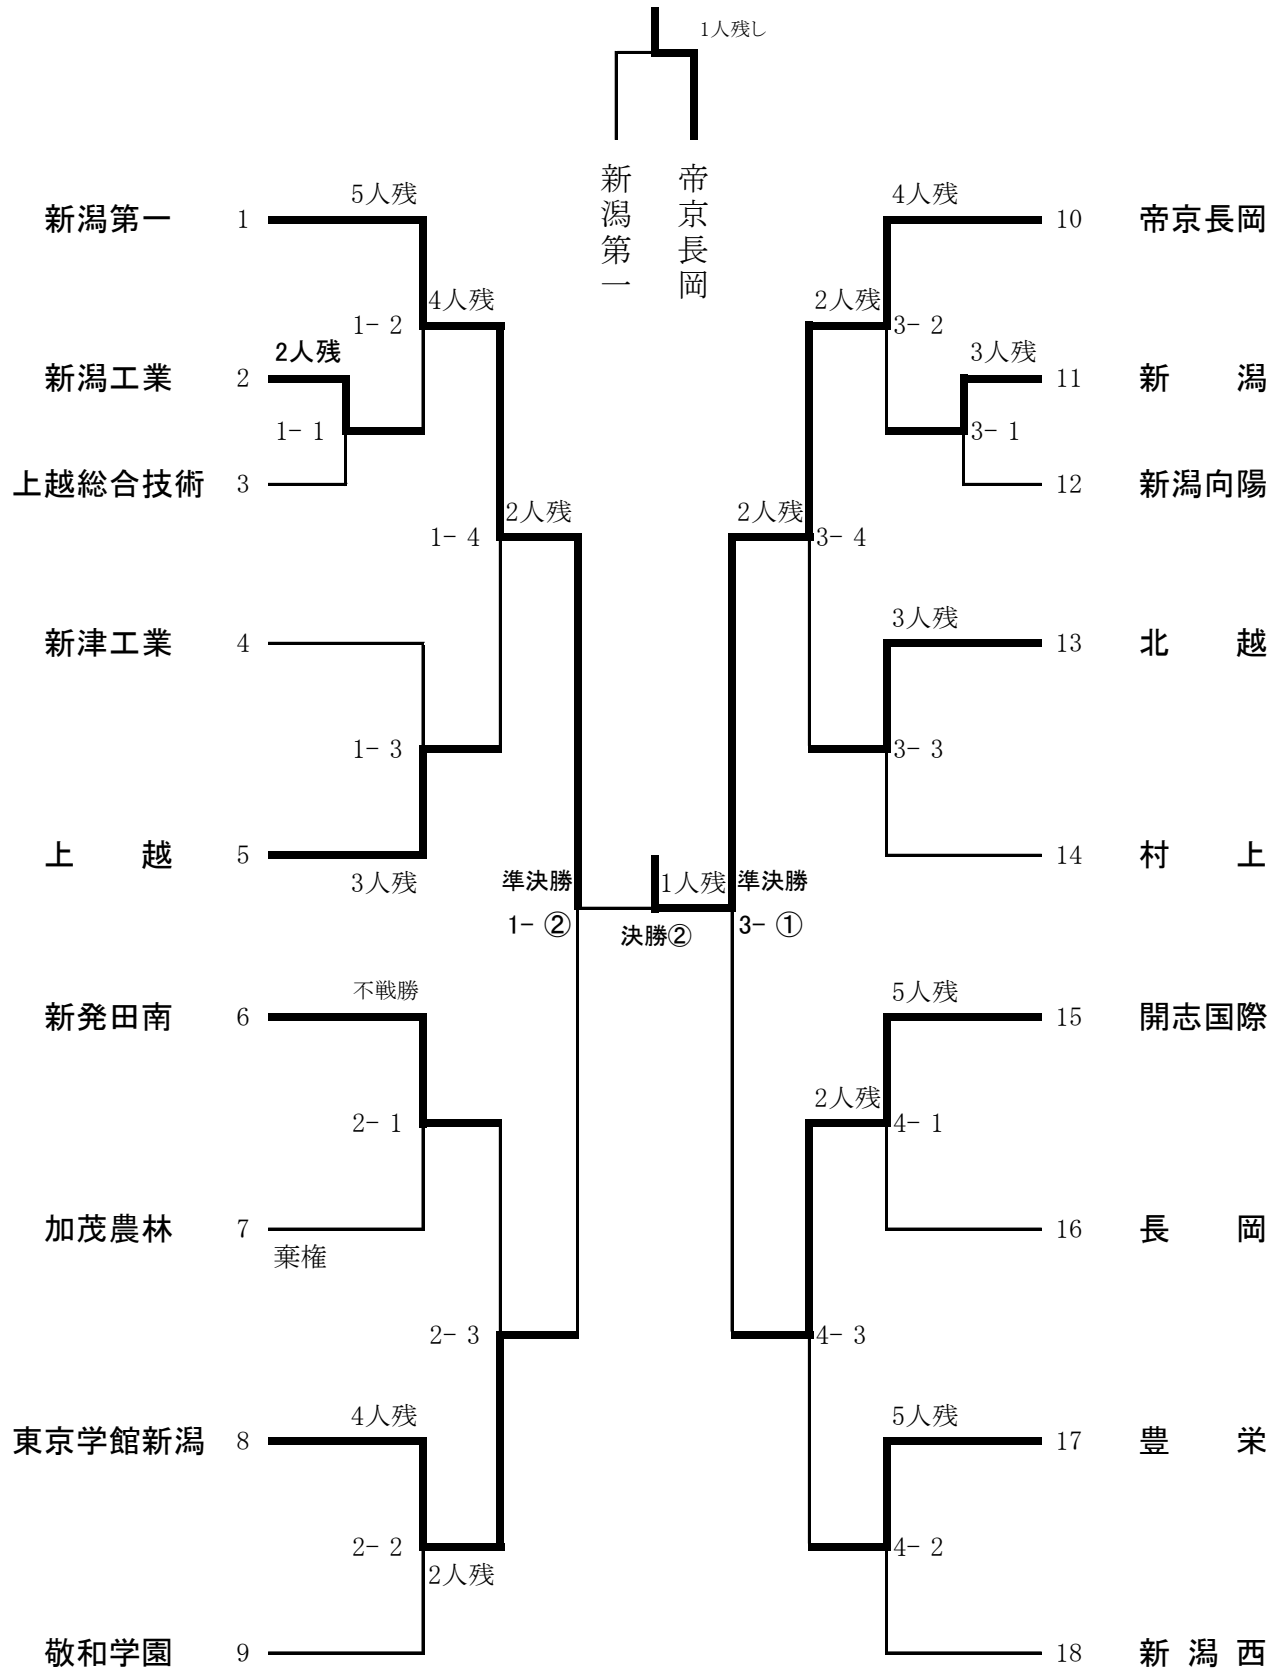 1人残し
新潟第一
帝京長岡
5人残
新潟第一 1
4人残
1- 2
2人残
新潟工業 2
1- 1
上越総合技術 3
2人残
1- 4
新津工業 4
1- 3
上 越 5
3人残
準決勝
1- ②
不戦勝
新発田南 6
2- 1
加茂農林 7
棄権
2- 3
4人残
東京学館新潟 8
2- 2
2人残
敬和学園 9
1人残
決勝②
4人残
10 帝京長岡
2人残
3- 2
3人残
11 新 潟
3- 1
12 新潟向陽
2人残
3- 4
3人残
13 北 越
3- 3
14 村 上
準決勝
3- ①
5人残
15 開志国際
2人残
4- 1
16 長 岡
4- 3
5人残
17 豊 栄
4- 2
18 新 潟 西